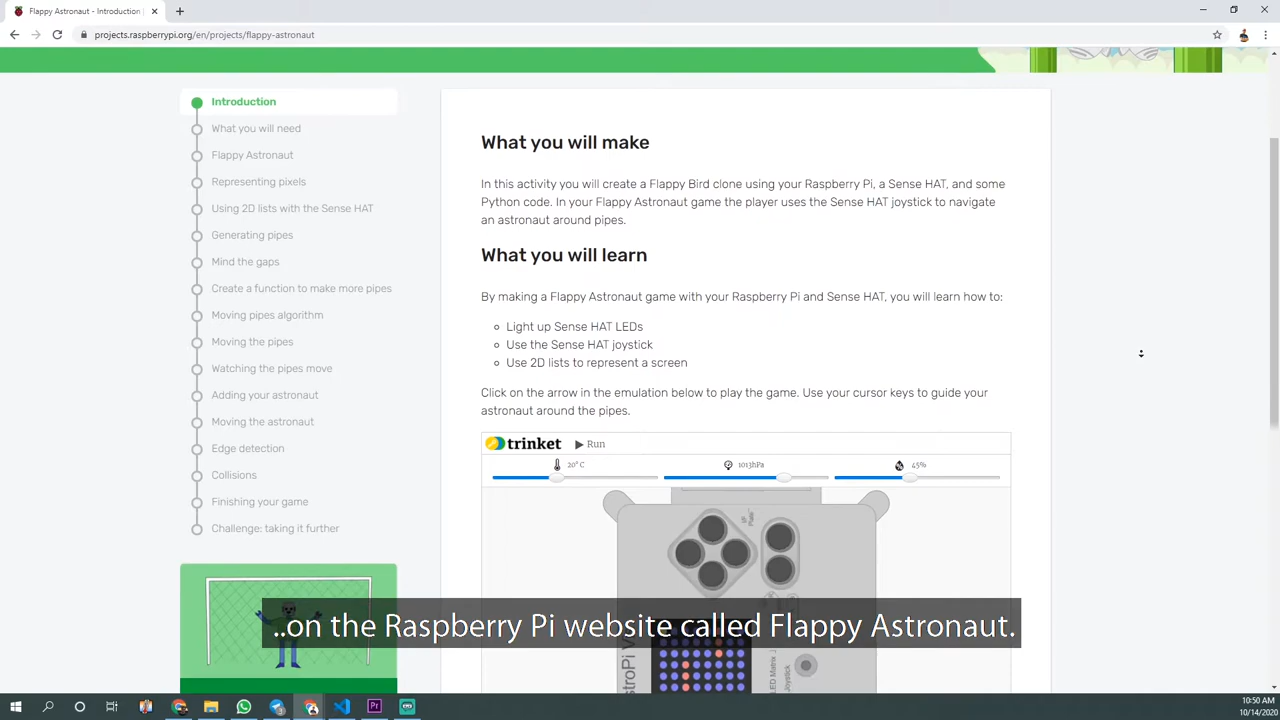 Flappy Astronaut - Introduction
projects.raspberrypi.org/en/projects/flappy-astronaut
Introduction
What you will need
Flappy Astronaut
Representing pixels
Using 2D lists with the Sense HAT
Generating pipes
Mind the gaps
Create a function to make more pipes
Moving pipes algorithm
Moving the pipes
Watching the pipes move
Adding your astronaut
Moving the astronaut
Edge detection
Collisions
Finishing your game
Challenge: taking it further
What you will make
In this activity you will create a Flappy Bird clone using your Raspberry Pi, a Sense HAT, and some
Python code. In your Flappy Astronaut game the player uses the Sense HAT joystick to navigate
an astronaut around pipes.
What you will learn
By making a Flappy Astronaut game with your Raspberry Pi and Sense HAT, you will learn how to:
Light up Sense HAT LEDs
Use the Sense HAT joystick
Use 2D lists to represent a screen
Click on the arrow in the emulation below to play the game. Use your cursor keys to guide your
astronaut around the pipes.
trinket Run
20° C 1013hPa 45%
LED Matrix
Joystick
..on the Raspberry Pi website called Flappy Astronaut.
10:50 AM
10/14/2020